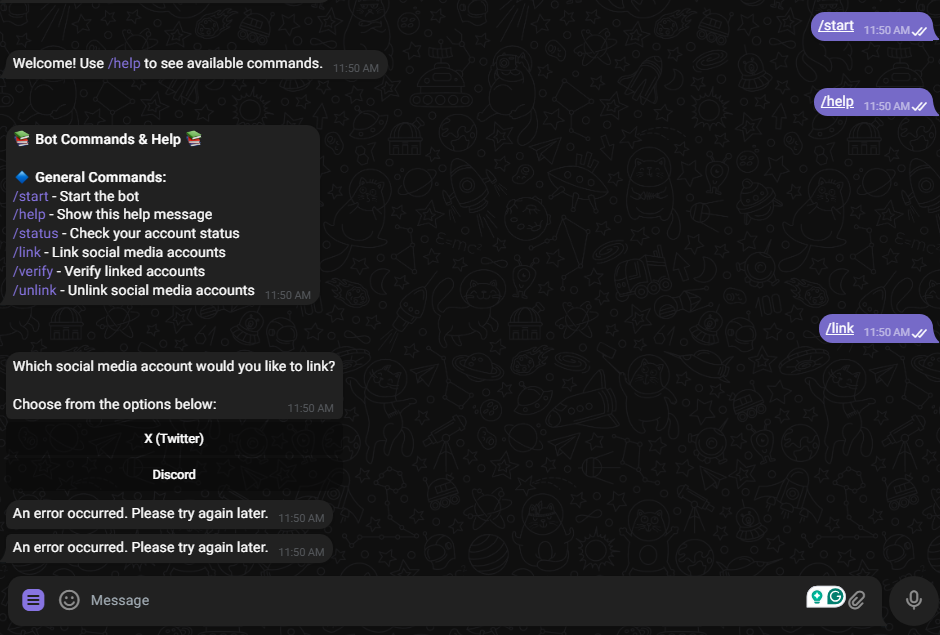 /start 11:50 AM
Welcome! Use /help to see available commands. 11:50 AM
/help 11:50 AM
📚 Bot Commands & Help 📚
🔷 General Commands:
/start - Start the bot
/help - Show this help message
/status - Check your account status
/link - Link social media accounts
/verify - Verify linked accounts
/unlink - Unlink social media accounts 11:50 AM
/link 11:50 AM
Which social media account would you like to link?
Choose from the options below: 11:50 AM
X (Twitter)
Discord
An error occurred. Please try again later. 11:50 AM
An error occurred. Please try again later. 11:50 AM
Message